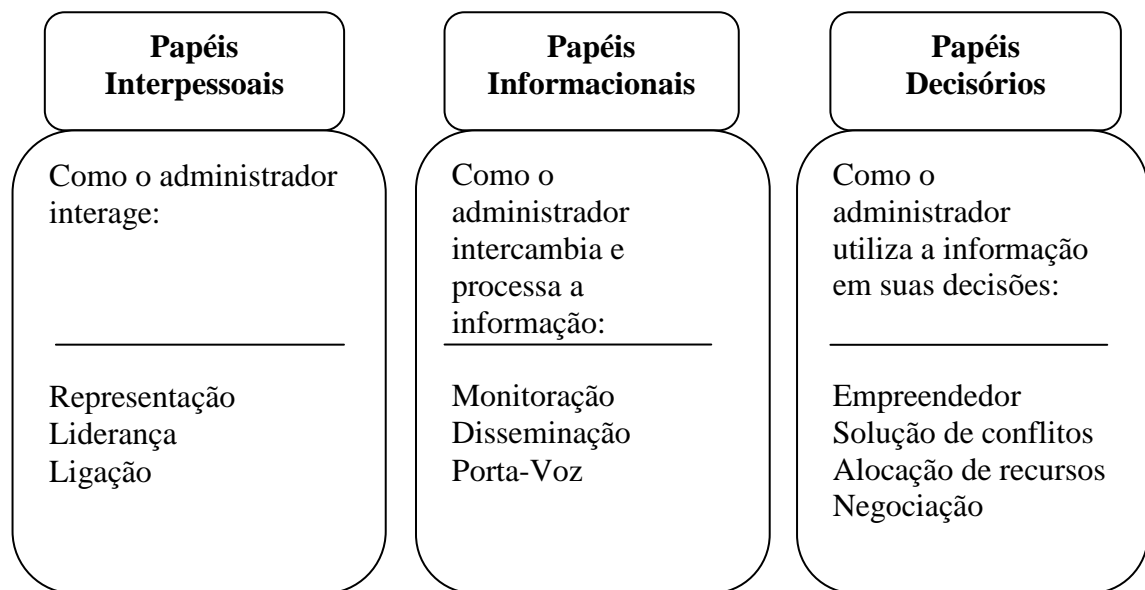 Papéis
Interpessoais
Como o administrador
interage:
Representação
Liderança
Ligação
Papéis
Informacionais
Como o
administrador
intercambia e
processa a
informação:
Monitoração
Disseminação
Porta-Voz
Papéis
Decisórios
Como o
administrador
utiliza a informação
em suas decisões:
Empreendedor
Solução de conflitos
Alocação de recursos
Negociação